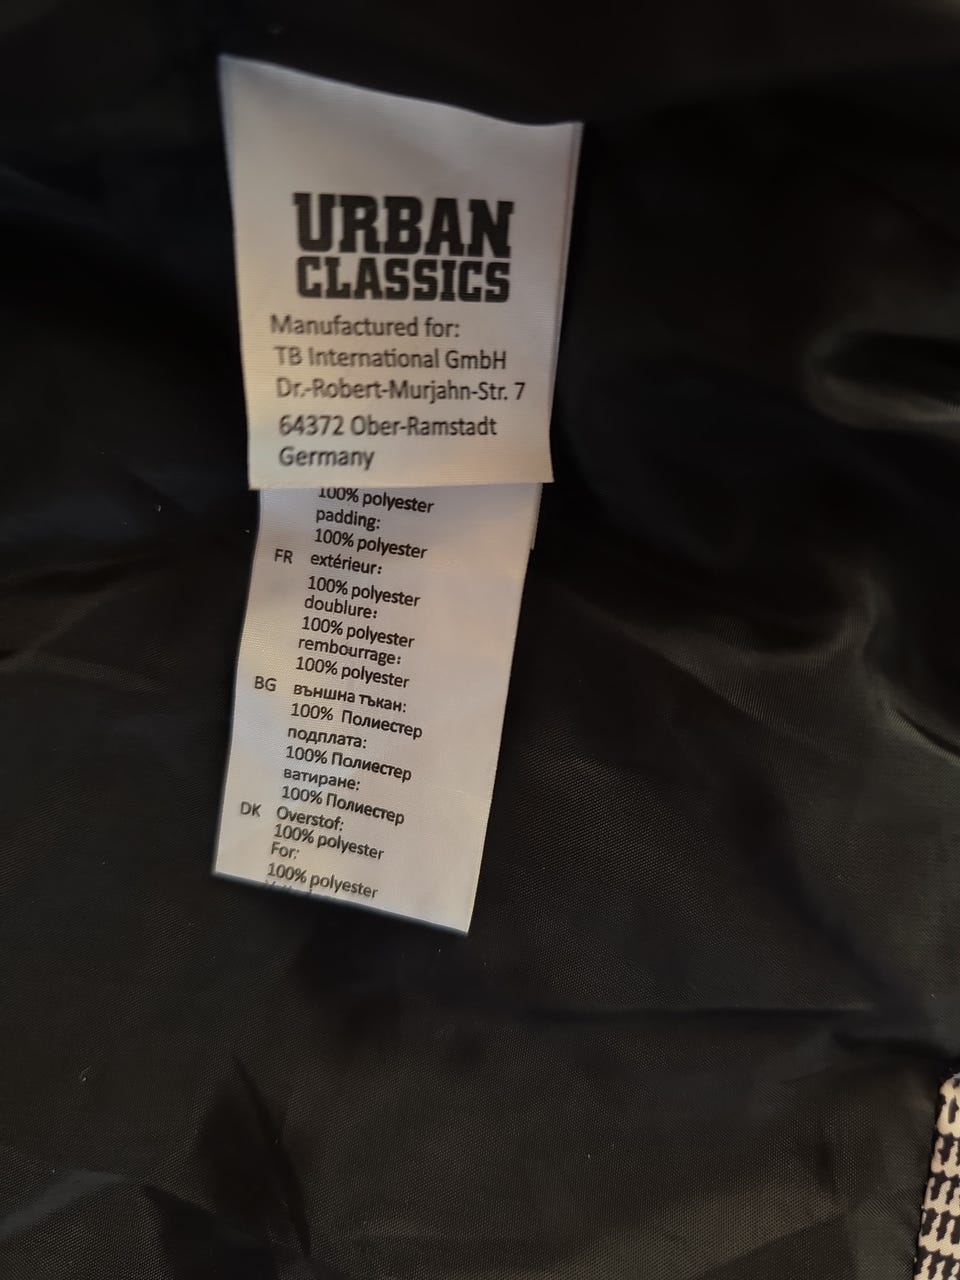 URBAN
CLASSICS
Manufactured for:
TB International GmbH
Dr.-Robert-Murjahn-Str. 7
64372 Ober-Ramstadt
Germany
100% polyester
padding:
100% polyester
FR extérieur:
100% polyester
doublure:
100% polyester
rembourrage:
100% polyester
BG външна тъкан:
100% Полиестер
подплата:
100% Полиестер
ватиране:
100% Полиестер
DK Overstof:
100% polyester
For:
100% polyester